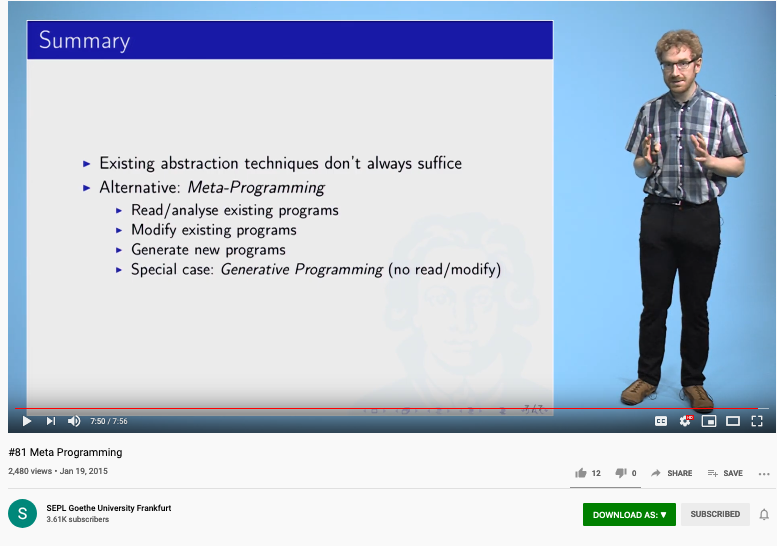 Summary
Existing abstraction techniques don't always suffice
Alternative: Meta-Programming
Read/analyse existing programs
Modify existing programs
Generate new programs
Special case: Generative Programming (no read/modify)
7:50 / 7:56
CC
HD
#81 Meta Programming
2,480 views • Jan 19, 2015
12
0
SHARE
SAVE
S
SEPL Goethe University Frankfurt
3.61K subscribers
DOWNLOAD AS: ▼
SUBSCRIBED